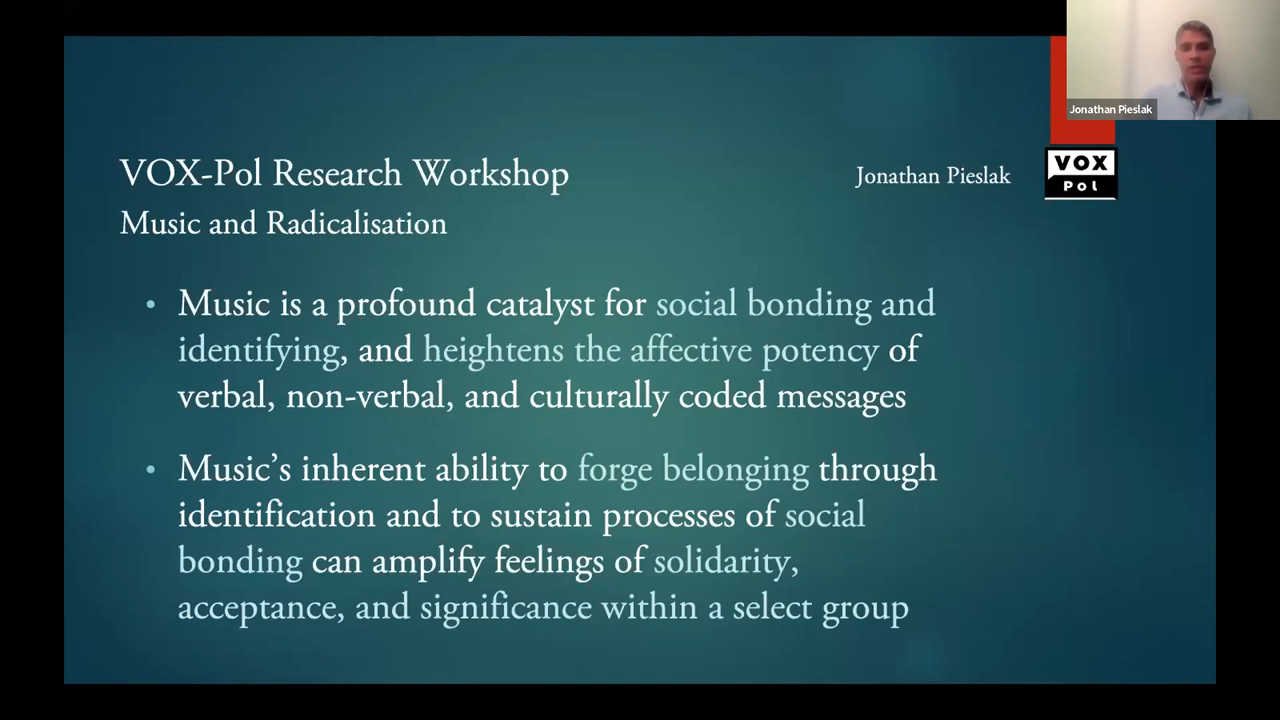 Jonathan Pieslak
VOX-Pol Research Workshop
Jonathan Pieslak
VOX
Pol
Music and Radicalisation
• Music is a profound catalyst for social bonding and
identifying, and heightens the affective potency of
verbal, non-verbal, and culturally coded messages
• Music’s inherent ability to forge belonging through
identification and to sustain processes of social
bonding can amplify feelings of solidarity,
acceptance, and significance within a select group